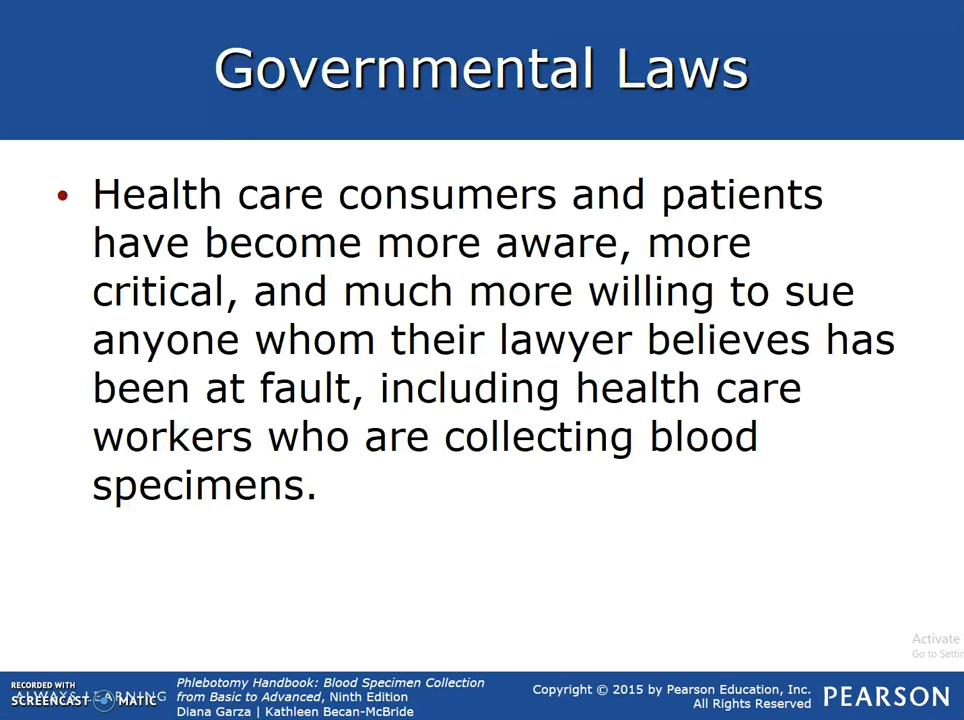 Governmental Laws
• Health care consumers and patients
have become more aware, more
critical, and much more willing to sue
anyone whom their lawyer believes has
been at fault, including health care
workers who are collecting blood
specimens.
Activate
Go to Settin
RECORDED WITH
SCREENCAST MATIC
ALWAYS LEARNING
Phlebotomy Handbook: Blood Specimen Collection
from Basic to Advanced, Ninth Edition
Diana Garza | Kathleen Becan-McBride
Copyright © 2015 by Pearson Education, Inc.
All Rights Reserved
PEARSON